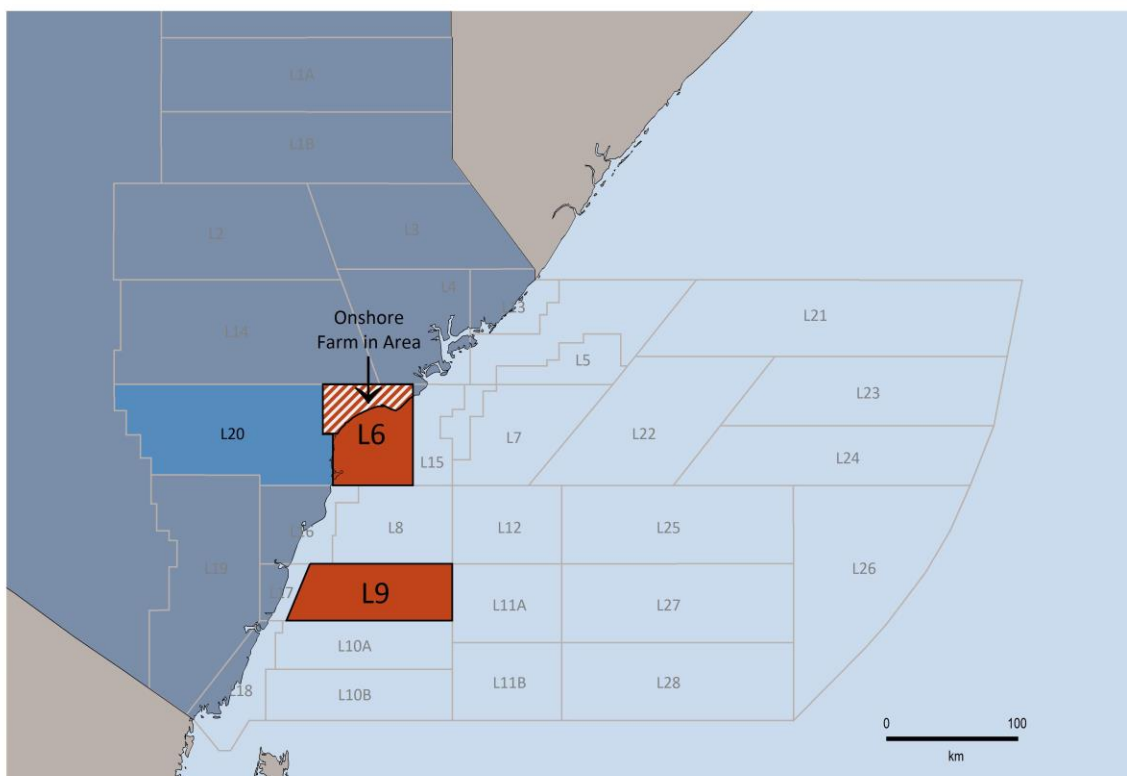 L1A
L1B
L2
L3
L4
L13
Onshore
Farm in Area
L14
L5
L21
L20
L6
L15
L7
L22
L23
L24
L16
L8
L12
L25
L26
L19
L17
L9
L11A
L27
L10A
L18
L10B
L11B
L28
0
100
km